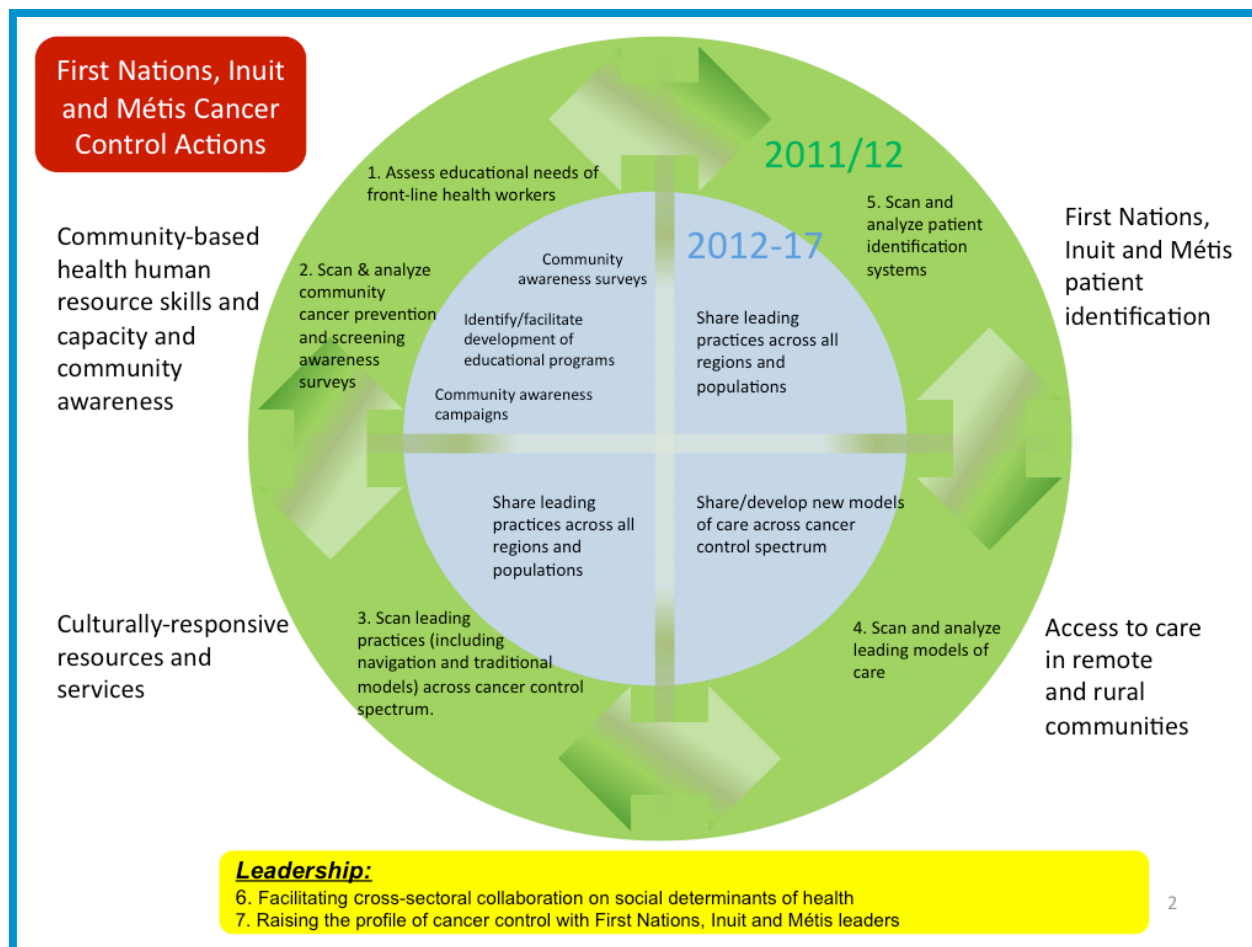 First Nations, Inuit
and Métis Cancer
Control Actions
2011/12
2012-17
Community-based
health human
resource skills and
capacity and
community
awareness
1. Assess educational needs of
front-line health workers
2. Scan & analyze
community
cancer prevention
and screening
awareness
surveys
Community
awareness surveys
Identify/facilitate
development of
educational programs
Community awareness
campaigns
Share leading
practices across all
regions and
populations
5. Scan and
analyze patient
identification
systems
First Nations,
Inuit and Métis
patient
identification
Culturally-responsive
resources and
services
3. Scan leading
practices (including
navigation and traditional
models) across cancer control
spectrum.
Share leading
practices across all
regions and
populations
Share/develop new models
of care across cancer
control spectrum
4. Scan and analyze
leading models of
care
Access to care
in remote
and rural
communities
Leadership:
6. Facilitating cross-sectoral collaboration on social determinants of health
7. Raising the profile of cancer control with First Nations, Inuit and Métis leaders
2